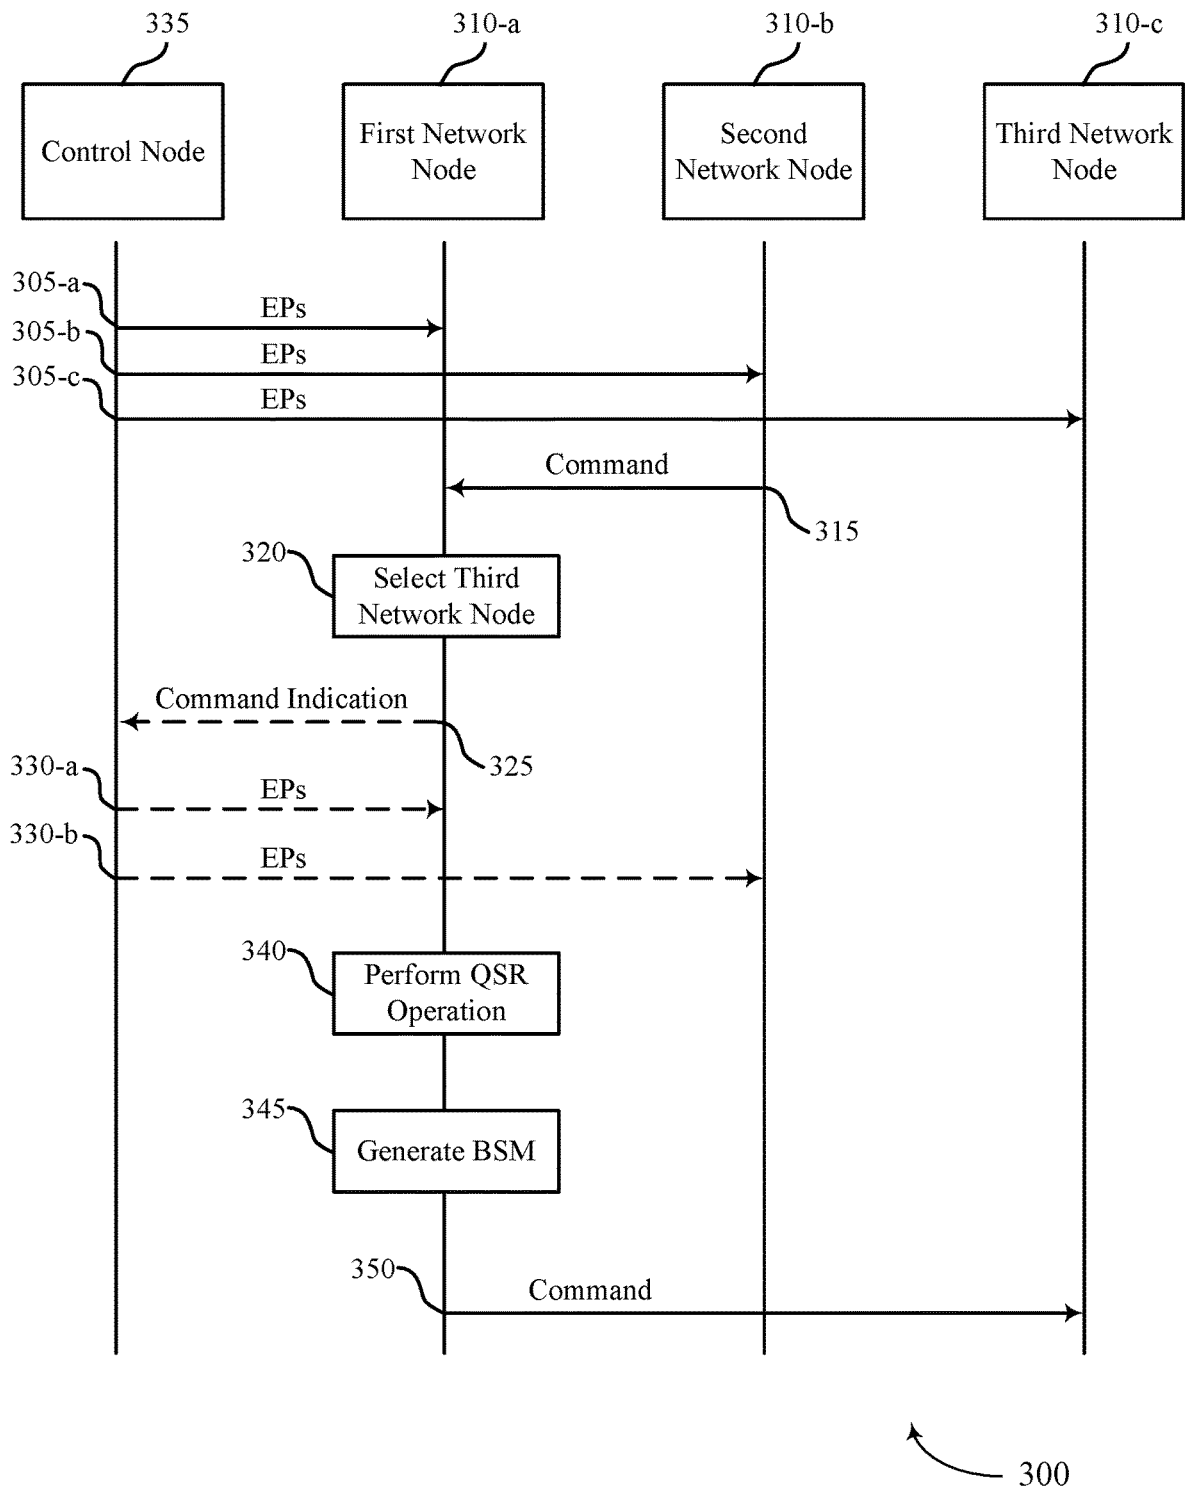 335
310-a
310-b
310-c
Control Node
First Network
Node
Second
Network Node
Third Network
Node
305-a
EPs
305-b
EPs
305-c
EPs
Command
315
320
Select Third
Network Node
Command Indication
325
330-a
EPs
330-b
EPs
340
Perform QSR
Operation
345
Generate BSM
350
Command
300